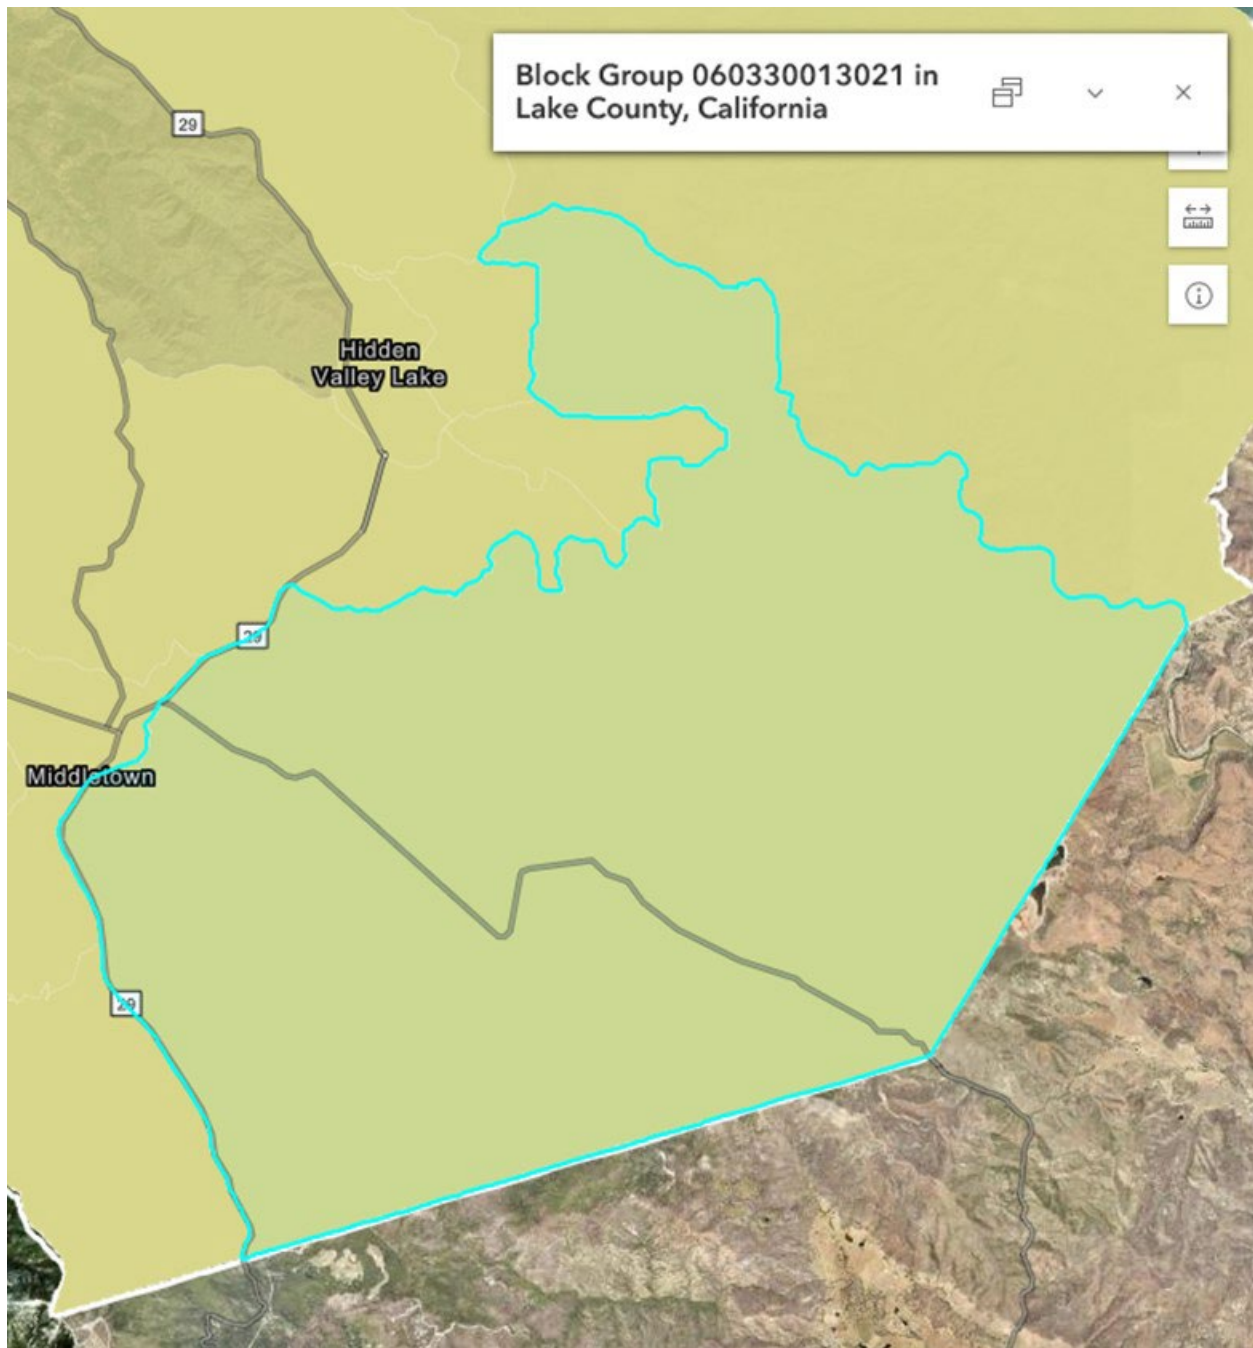 Block Group 060330013021 in
Lake County, California
29
Hidden
Valley Lake
29
Middletown
29